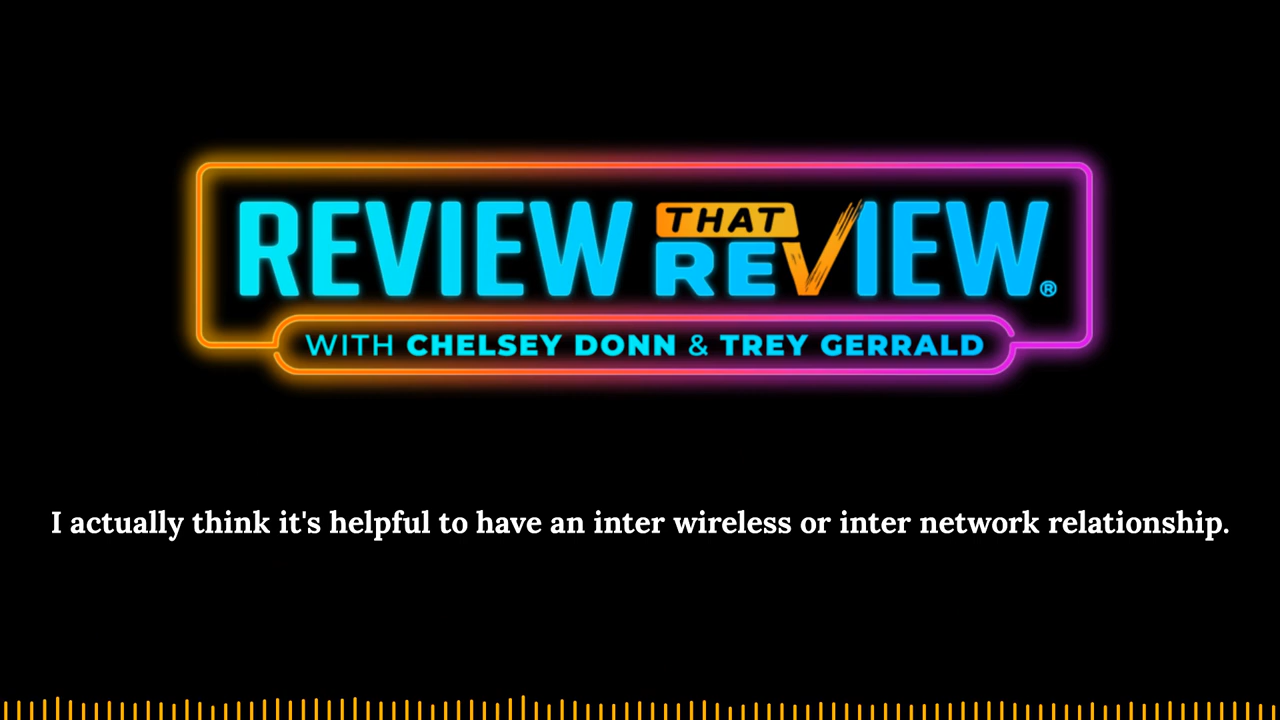 REVIEW THAT REVIEW®
WITH CHELSEY DONN & TREY GERRALD
I actually think it's helpful to have an inter wireless or inter network relationship.